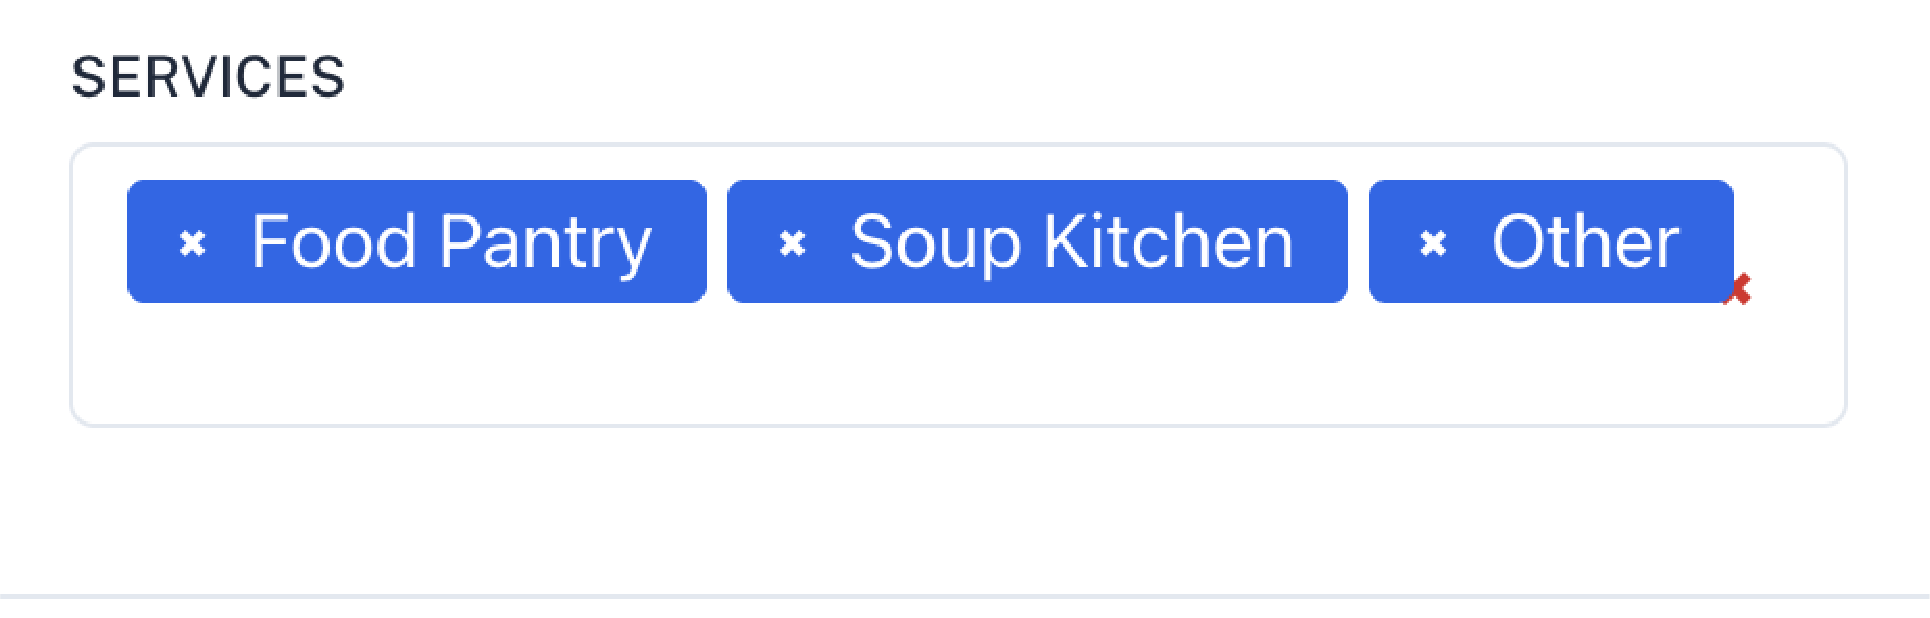 SERVICES
× Food Pantry × Soup Kitchen × Other ×